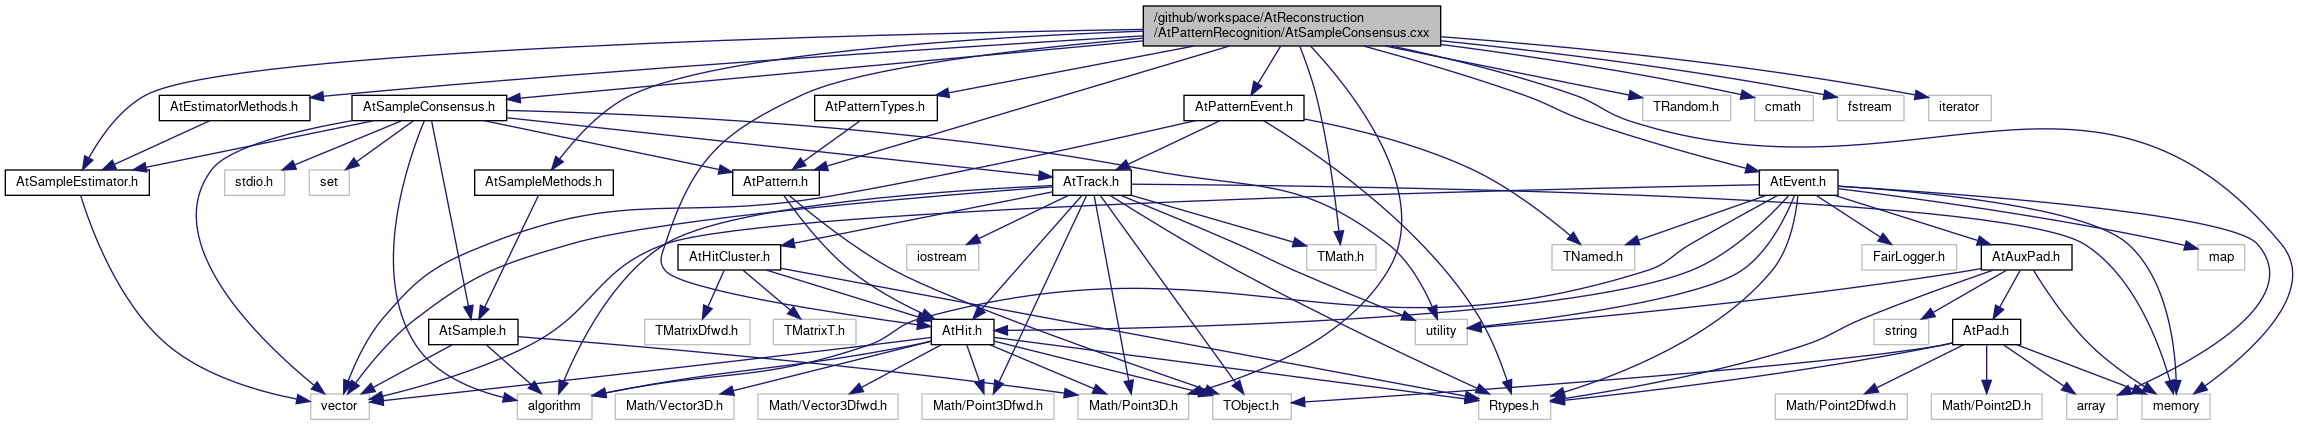 /github/workspace/AtReconstruction
/AtPatternRecognition/AtSampleConsensus.cxx
AtEstimatorMethods.h
AtSampleConsensus.h
AtPatternTypes.h
AtPatternEvent.h
TRandom.h
cmath
fstream
iterator
AtSampleEstimator.h
stdio.h
set
AtSampleMethods.h
AtPattern.h
AtTrack.h
AtEvent.h
AtHitCluster.h
iostream
TMath.h
TNamed.h
FairLogger.h
AtAuxPad.h
map
AtSample.h
TMatrixDfwd.h
TMatrixT.h
AtHit.h
utility
string
AtPad.h
vector
algorithm
Math/Vector3D.h
Math/Vector3Dfwd.h
Math/Point3Dfwd.h
Math/Point3D.h
TObject.h
Rtypes.h
Math/Point2Dfwd.h
Math/Point2D.h
array
memory